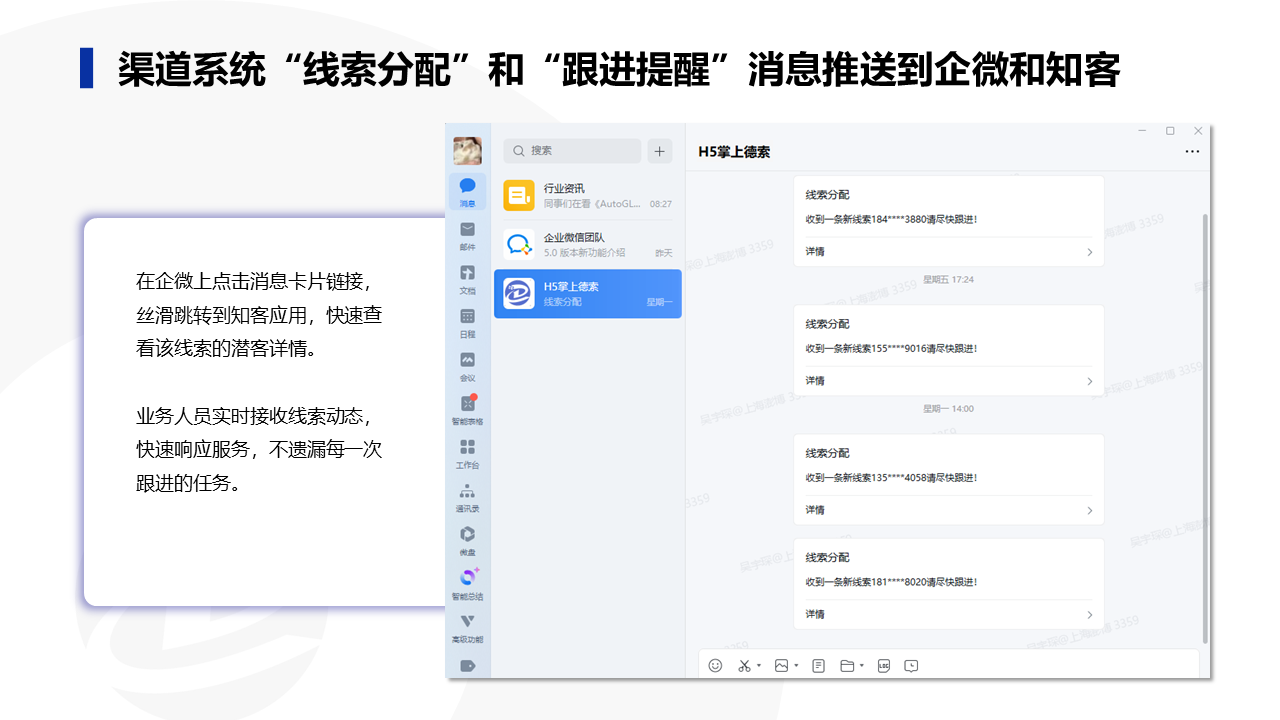 渠道系统“线索分配”和“跟进提醒”消息推送到企微和知客
在企微上点击消息卡片链接，
丝滑跳转到知客应用，快速查
看该线索的潜客详情。
业务人员实时接收线索动态，
快速响应服务，不遗漏每一次
跟进的任务。
消息
邮件
文档
日程
会议
智能表格
工作台
通讯录
微盘
智能总结
高级功能
搜索
行业资讯
同事们在看《AutoGL... 08:27
企业微信团队
5.0 版本新功能介绍 昨天
H5掌上德索
线索分配 星期一
H5掌上德索
线索分配
收到一条新线索184****3880请尽快跟进!
详情
星期五 17:24
线索分配
收到一条新线索155****9016请尽快跟进!
详情
星期一 14:00
线索分配
收到一条新线索135****4058请尽快跟进!
详情
线索分配
收到一条新线索181****8020请尽快跟进!
详情